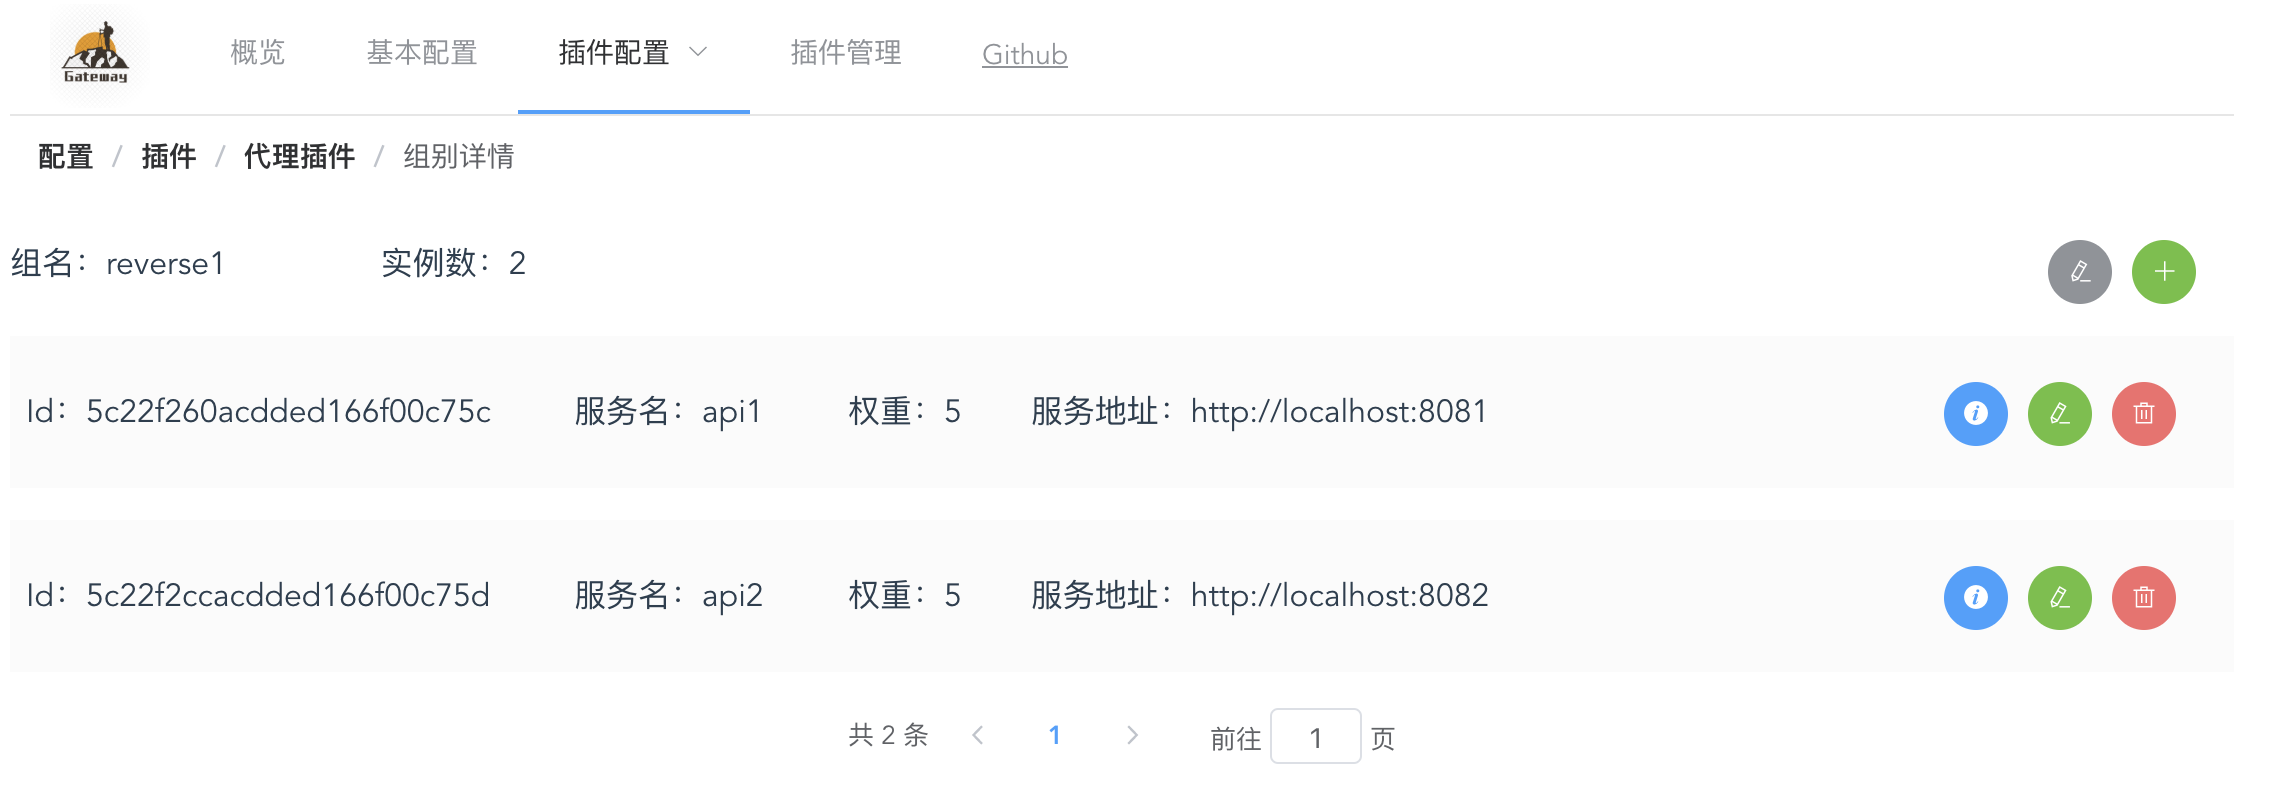 Gateway 概览 基本配置 插件配置 插件管理 Github
配置 / 插件 / 代理插件 / 组别详情
组名：reverse1 实例数：2
Id：5c22f260acdded166f00c75c 服务名：api1 权重：5 服务地址：http://localhost:8081
Id：5c22f2ccacdded166f00c75d 服务名：api2 权重：5 服务地址：http://localhost:8082
共 2 条 1 前往 1 页